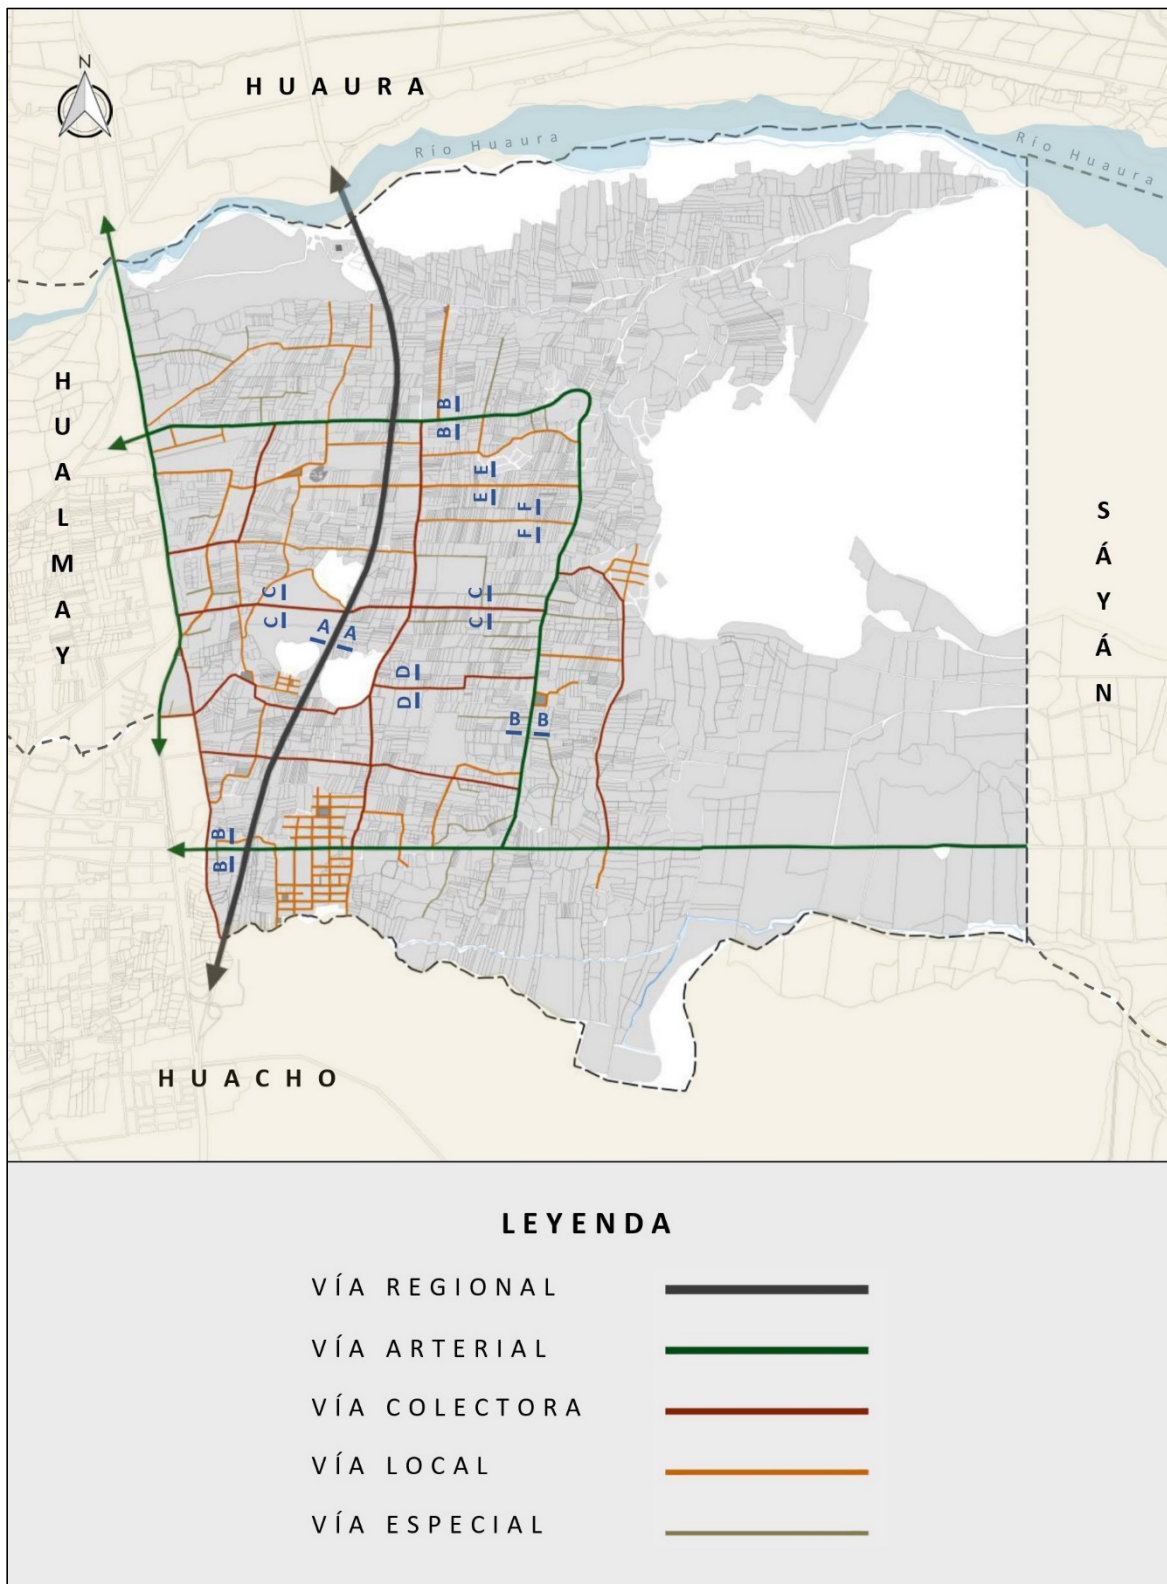 N
HUAURA
Río Huaura
Río Huaura
HUALMAY
SÁYÁN
B
B
E
E
F
F
C
C
C
C
A
A
D
D
B
B
B
B
HUACHO
LEYENDA
VÍA REGIONAL
VÍA ARTERIAL
VÍA COLECTORA
VÍA LOCAL
VÍA ESPECIAL